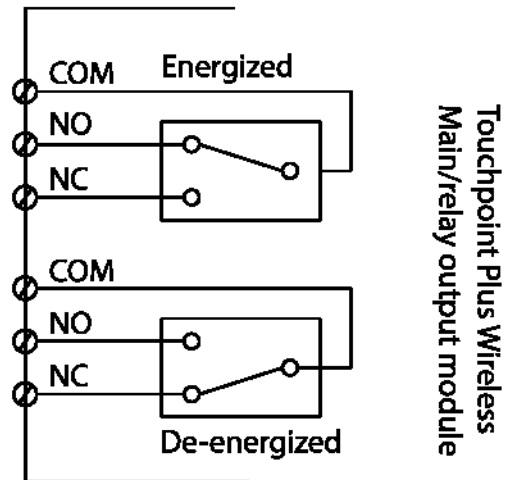 COM
Energized
NO
NC
COM
NO
NC
De-energized
Touchpoint Plus Wireless
Main/relay output module